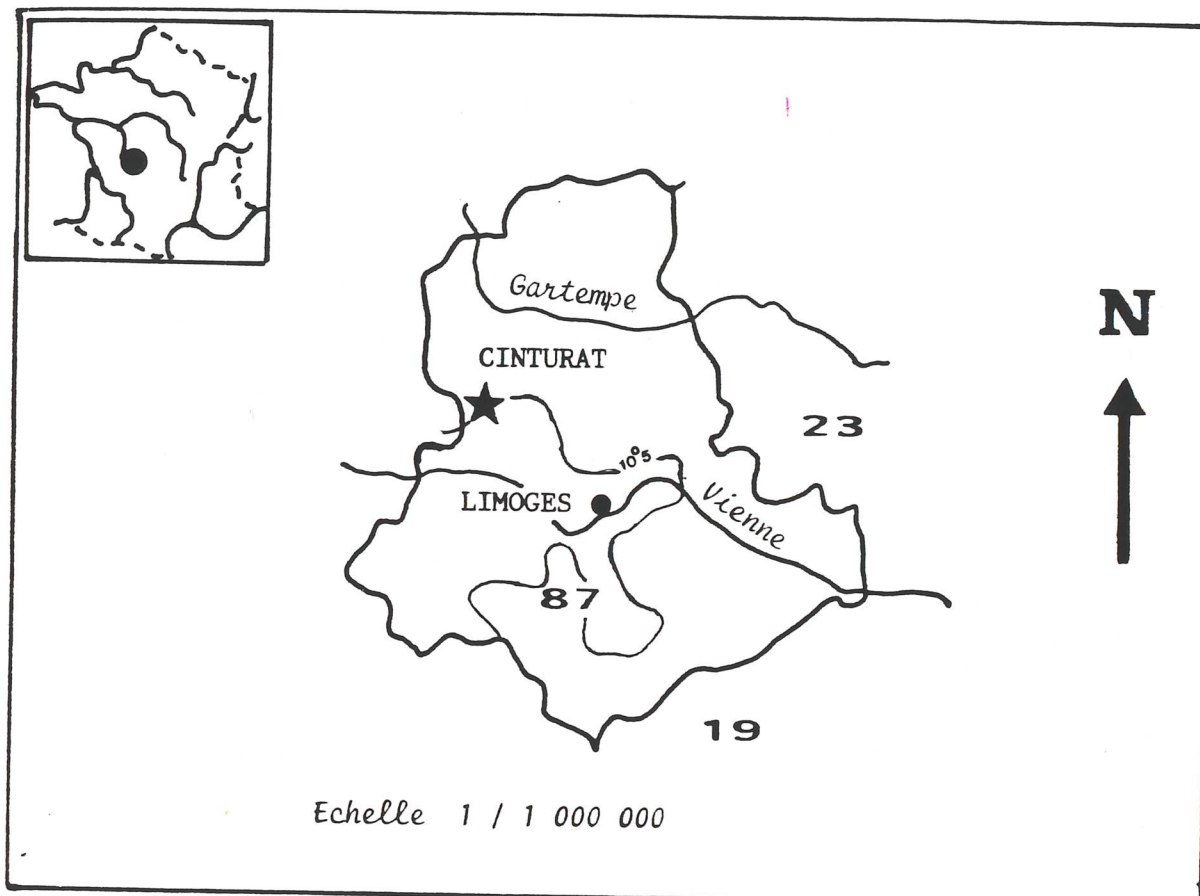 Gartempe
N
CINTURAT
23
10°5
LIMOGES
Vienne
87
19
Echelle 1 / 1 000 000